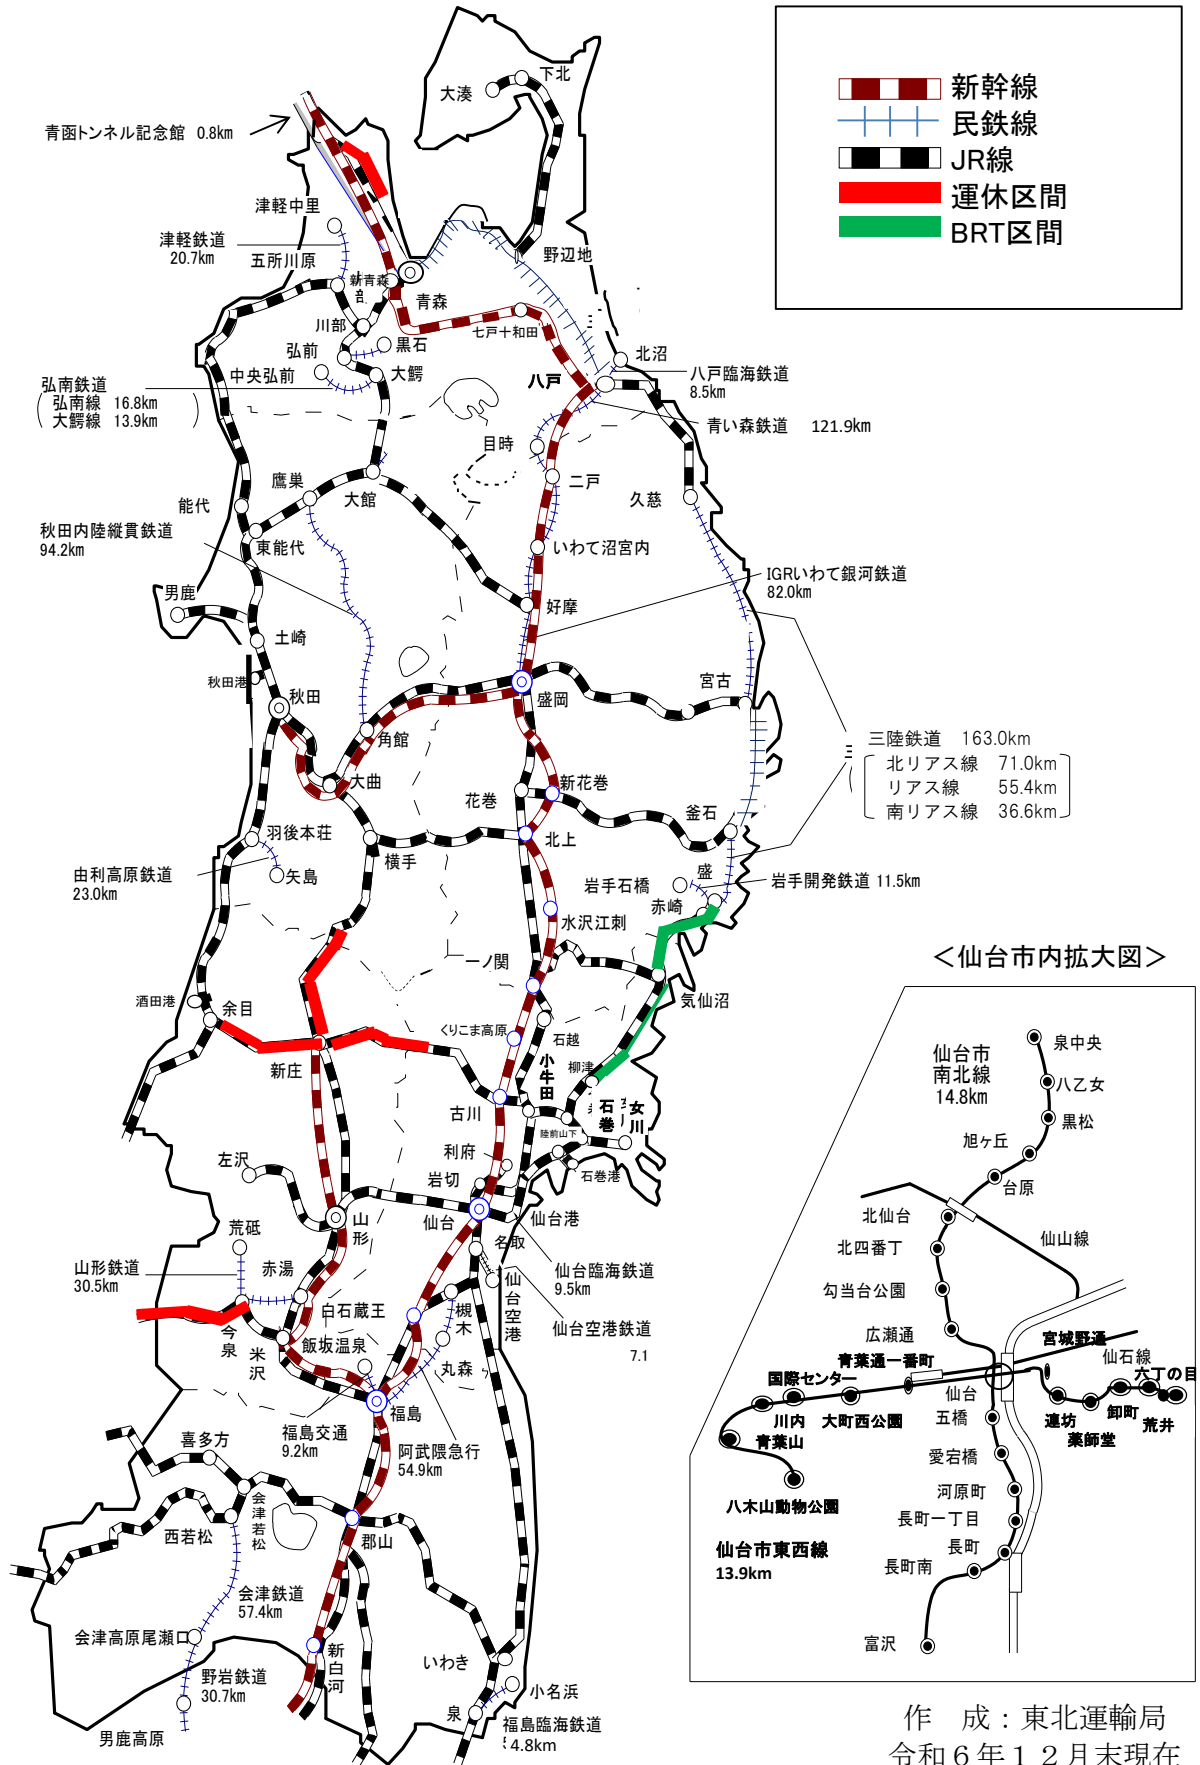 新幹線
民鉄線
JR線
運休区間
BRT区間
下北
大湊
青函トンネル記念館 0.8km
津軽中里
津軽鉄道
20.7km
五所川原
野辺地
新青森
青森
川部
七戸十和田
黒石
弘前
北沼
中央弘前
大鰐
八戸
八戸臨海鉄道
8.5km
弘南鉄道
弘南線 16.8km
大鰐線 13.9km
青い森鉄道 121.9km
目時
二戸
鷹巣
大館
久慈
能代
秋田内陸縦貫鉄道
94.2km
東能代
いわて沼宮内
IGRいわて銀河鉄道
82.0km
男鹿
好摩
土崎
秋田港
秋田
盛岡
宮古
角館
三陸鉄道 163.0km
北リアス線 71.0km
リアス線 55.4km
南リアス線 36.6km
大曲
花巻
新花巻
釜石
羽後本荘
横手
北上
由利高原鉄道
23.0km
矢島
盛
岩手石橋
岩手開発鉄道 11.5km
赤崎
水沢江刺
一ノ関
気仙沼
酒田港
余目
くりこま高原
石越
新庄
小牛田
柳津
古川
石巻
女川
陸前山下
左沢
利府
石巻港
岩切
山形
仙台
仙台港
荒砥
名取
山形鉄道
30.5km
赤湯
仙台臨海鉄道
9.5km
仙台空港
白石蔵王
槻木
仙台空港鉄道
7.1
今泉
米沢
飯坂温泉
丸森
福島
福島交通
9.2km
阿武隈急行
54.9km
喜多方
会津若松
西若松
郡山
会津鉄道
57.4km
会津高原尾瀬口
新白河
いわき
野岩鉄道
30.7km
小名浜
泉
男鹿高原
福島臨海鉄道
4.8km
＜仙台市内拡大図＞
仙台市
南北線
14.8km
泉中央
八乙女
黒松
旭ヶ丘
台原
北仙台
仙山線
北四番丁
勾当台公園
広瀬通
宮城野通
青葉通一番町
仙石線
国際センター
六丁の目
仙台
川内
大町西公園
五橋
連坊
卸町
荒井
青葉山
薬師堂
愛宕橋
八木山動物公園
河原町
長町一丁目
仙台市東西線
13.9km
長町
長町南
富沢
作 成：東北運輸局
令和６年１２月末現在